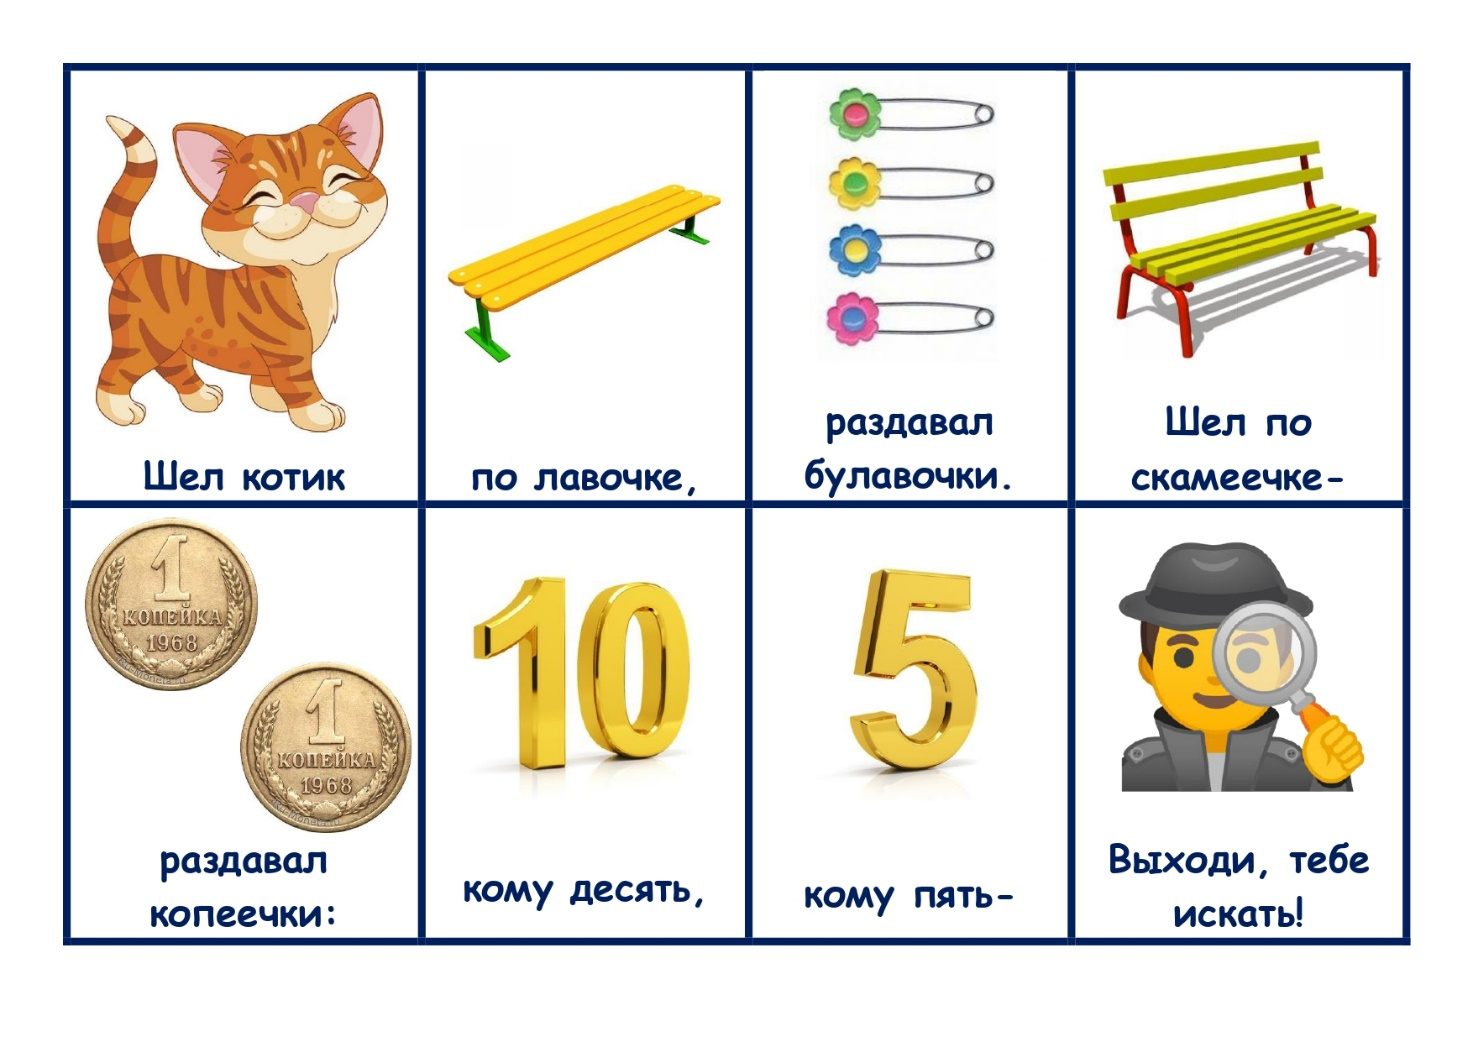 Шел котик
по лавочке,
раздавал
булавочки.
Шел по
скамеечке-
1
КОПЕЙКА
1968
1
КОПЕЙКА
1968
раздавал
копеечки:
10
кому десять,
5
кому пять-
Выходи, тебе
искать!